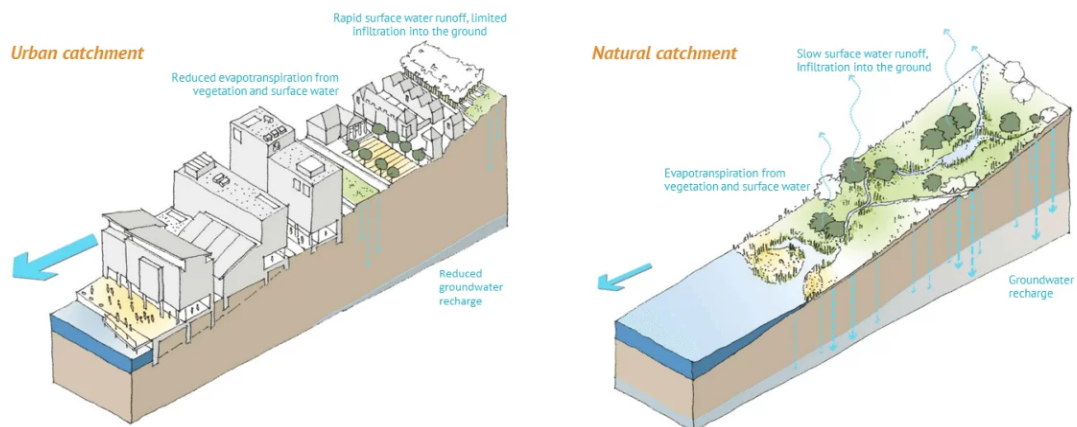 Urban catchment
Rapid surface water runoff, limited
infiltration into the ground
Reduced evapotranspiration from
vegetation and surface water
Reduced
groundwater
recharge
Natural catchment
Slow surface water runoff,
Infiltration into the ground
Evapotranspiration from
vegetation and surface water
Groundwater
recharge